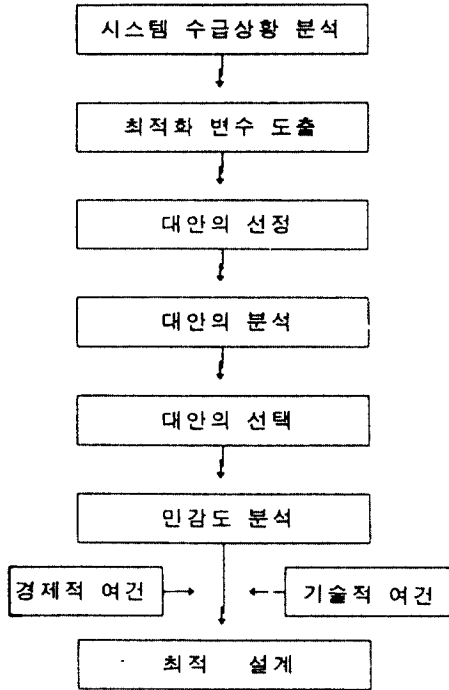 시스템 수급상황 분석
최적화 변수 도출
대안의 선정
대안의 분석
대안의 선택
민감도 분석
경제적 여건
기술적 여건
최적 설계